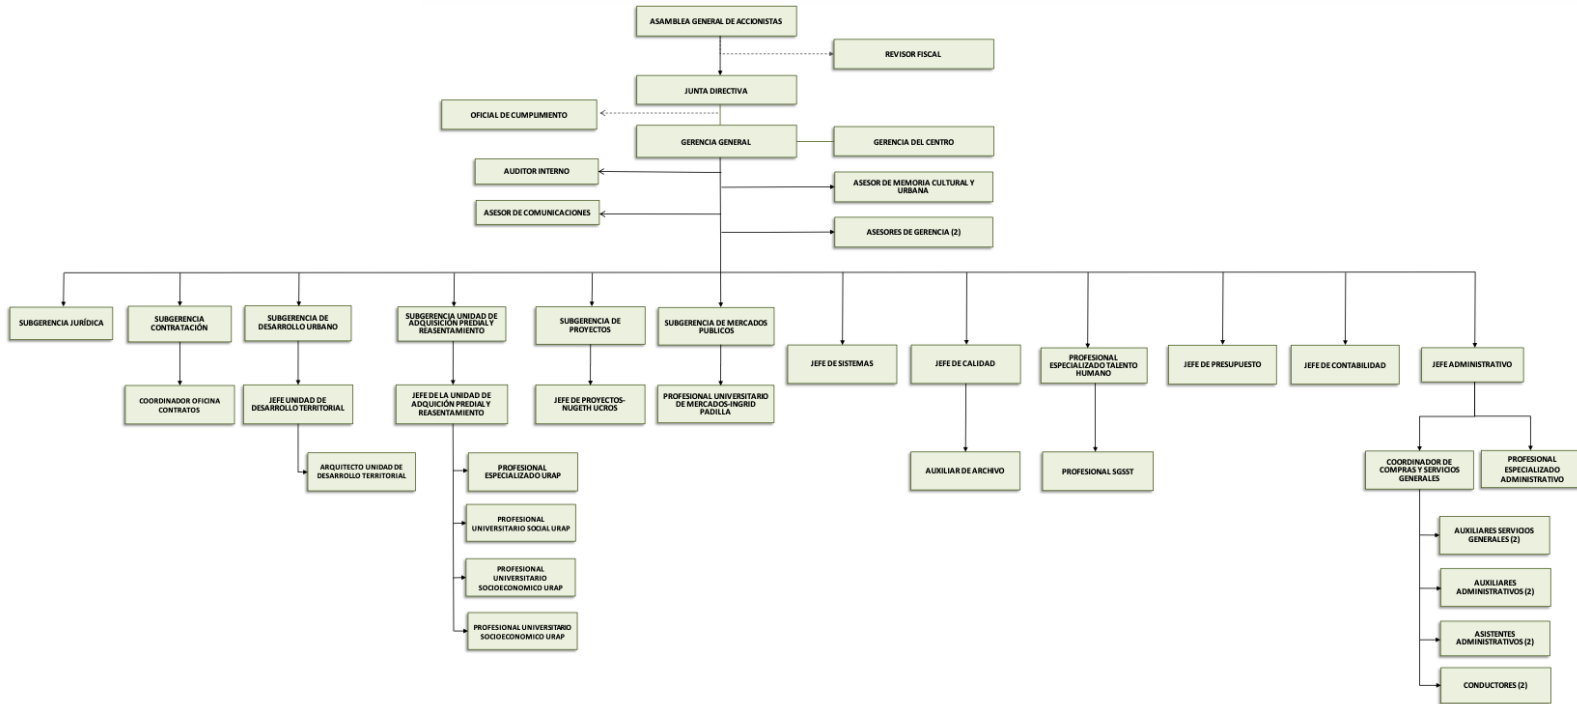 ASAMBLEA GENERAL DE ACCIONISTAS
REVISOR FISCAL
JUNTA DIRECTIVA
OFICIAL DE CUMPLIMIENTO
GERENCIA GENERAL
GERENCIA DEL CENTRO
AUDITOR INTERNO
ASESOR DE MEMORIA CULTURAL Y
URBANA
ASESOR DE COMUNICACIONES
ASESORES DE GERENCIA (2)
SUBGERENCIA JURÍDICA
SUBGERENCIA
CONTRATACIÓN
SUBGERENCIA DE
DESARROLLO URBANO
SUBGERENCIA UNIDAD DE
ADQUISICIÓN PREDIAL Y
REASENTAMIENTO
SUBGERENCIA DE
PROYECTOS
SUBGERENCIA DE MERCADOS
PUBLICOS
JEFE DE SISTEMAS
JEFE DE CALIDAD
PROFESIONAL
ESPECIALIZADO TALENTO
HUMANO
JEFE DE PRESUPUESTO
JEFE DE CONTABILIDAD
JEFE ADMINISTRATIVO
COORDINADOR OFICINA
CONTRATOS
JEFE UNIDAD DE
DESARROLLO TERRITORIAL
JEFE DE LA UNIDAD DE
ADQUICIÓN PREDIAL Y
REASENTAMIENTO
JEFE DE PROYECTOS-
NUGETH UCROS
PROFESIONAL UNIVERSITARIO
DE MERCADOS-INGRID
PADILLA
ARQUITECTO UNIDAD DE
DESARROLLO TERRITORIAL
PROFESIONAL
ESPECIALIZADO URAP
AUXILIAR DE ARCHIVO
PROFESIONAL SGSST
COORDINADOR DE
COMPRAS Y SERVICIOS
GENERALES
PROFESIONAL
ESPECIALIZADO
ADMINISTRATIVO
PROFESIONAL
UNIVERSITARIO SOCIAL URAP
AUXILIARES SERVICIOS
GENERALES (2)
PROFESIONAL
UNIVERSITARIO
SOCIOECONOMICO URAP
AUXILIARES
ADMINISTRATIVOS (2)
PROFESIONAL UNIVERSITARIO
SOCIOECONOMICO URAP
ASISTENTES
ADMINISTRATIVOS (2)
CONDUCTORES (2)